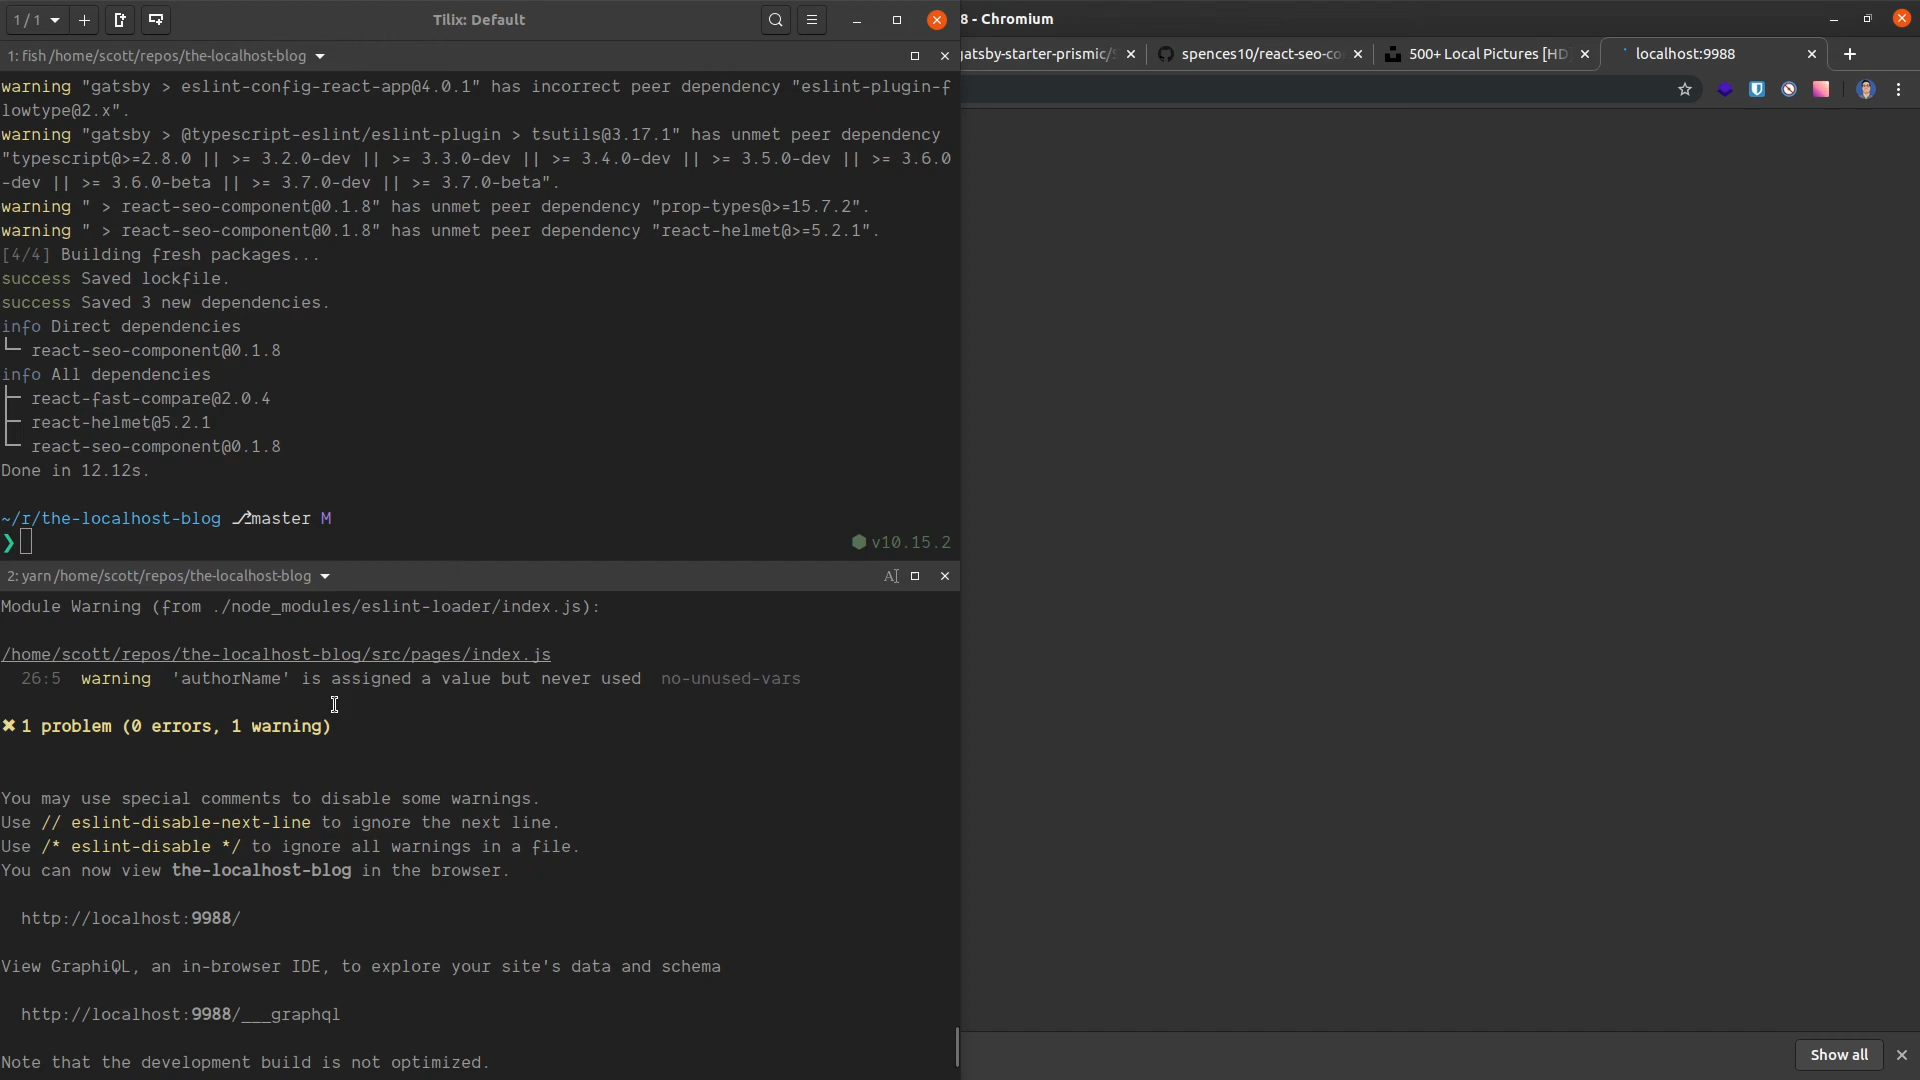 1 / 1
Tilix: Default
8 - Chromium
1: fish /home/scott/repos/the-localhost-blog
gatsby-starter-prismic/S
spences10/react-seo-co
500+ Local Pictures [HD]
localhost:9988
warning "gatsby > eslint-config-react-app@4.0.1" has incorrect peer dependency "eslint-plugin-f
lowtype@2.x".
warning "gatsby > @typescript-eslint/eslint-plugin > tsutils@3.17.1" has unmet peer dependency
"typescript@>=2.8.0 || >= 3.2.0-dev || >= 3.3.0-dev || >= 3.4.0-dev || >= 3.5.0-dev || >= 3.6.0
-dev || >= 3.6.0-beta || >= 3.7.0-dev || >= 3.7.0-beta".
warning " > react-seo-component@0.1.8" has unmet peer dependency "prop-types@>=15.7.2".
warning " > react-seo-component@0.1.8" has unmet peer dependency "react-helmet@>=5.2.1".
[4/4] Building fresh packages...
success Saved lockfile.
success Saved 3 new dependencies.
info Direct dependencies
└─ react-seo-component@0.1.8
info All dependencies
├─ react-fast-compare@2.0.4
├─ react-helmet@5.2.1
└─ react-seo-component@0.1.8
Done in 12.12s.
~/r/the-localhost-blog ⎇master M
❯
⬢ v10.15.2
2: yarn /home/scott/repos/the-localhost-blog
Module Warning (from ./node_modules/eslint-loader/index.js):
/home/scott/repos/the-localhost-blog/src/pages/index.js
26:5  warning  'authorName' is assigned a value but never used  no-unused-vars
✖ 1 problem (0 errors, 1 warning)
You may use special comments to disable some warnings.
Use // eslint-disable-next-line to ignore the next line.
Use /* eslint-disable */ to ignore all warnings in a file.
You can now view the-localhost-blog in the browser.
http://localhost:9988/
View GraphiQL, an in-browser IDE, to explore your site's data and schema
http://localhost:9988/___graphql
Note that the development build is not optimized.
Show all